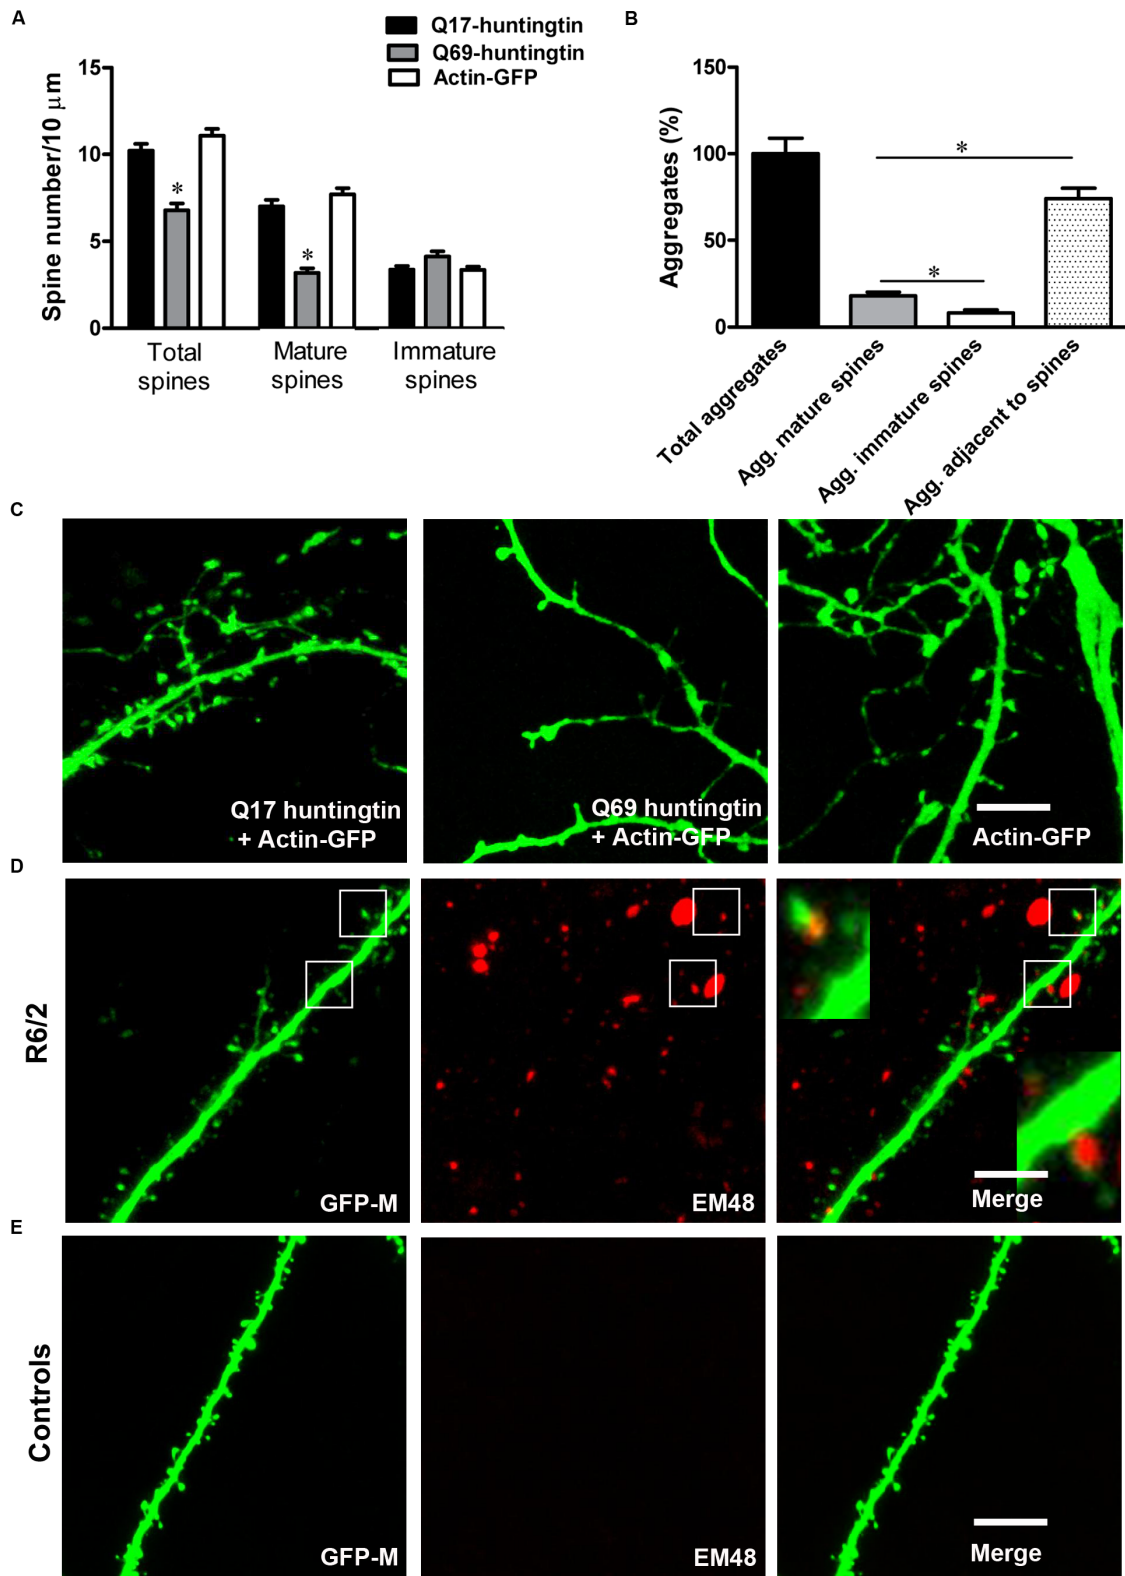 A
Q17-huntingtin
Q69-huntingtin
Actin-GFP
Spine number/10 μm
15
10
5
0
*
*
Total
spines
Mature
spines
Immature
spines
B
Aggregates (%)
150
100
50
0
*
*
Total aggregates
Agg. mature spines
Agg. immature spines
Agg. adjacent to spines
C
Q17 huntingtin
+ Actin-GFP
Q69 huntingtin
+ Actin-GFP
Actin-GFP
D
R6/2
GFP-M
EM48
Merge
E
Controls
GFP-M
EM48
Merge